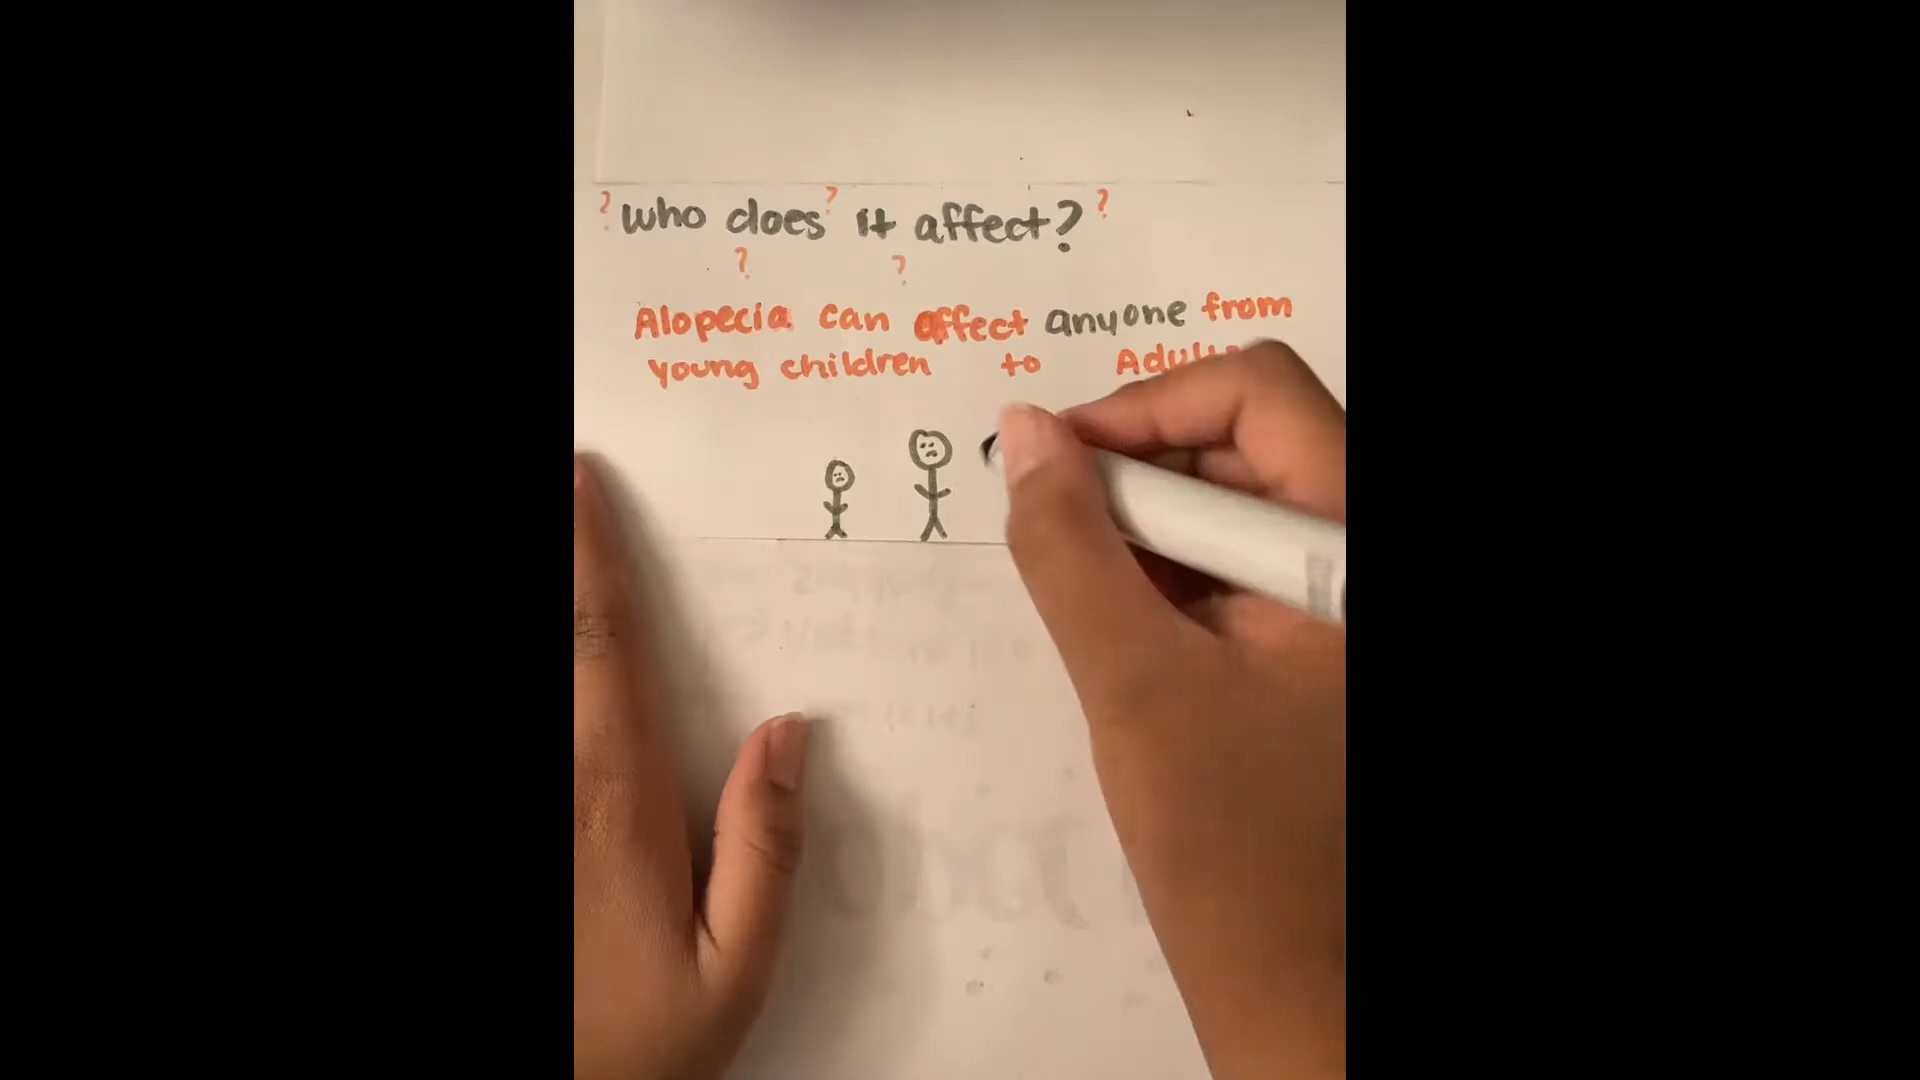 ? who does ? it affect? ?
? ?
Alopecia can affect anyone from
young children to